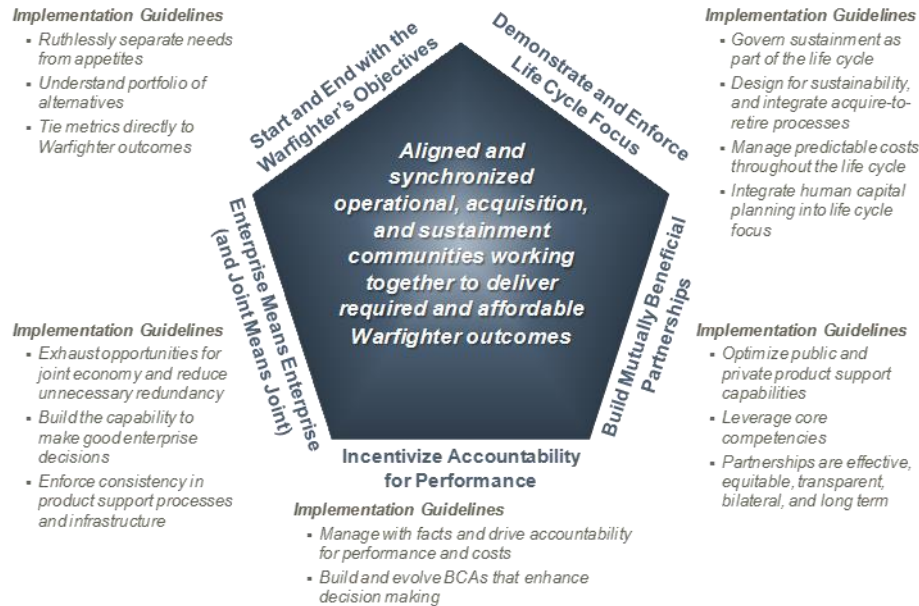 Implementation Guidelines
▪ Ruthlessly separate needs
from appetites
▪ Understand portfolio of
alternatives
▪ Tie metrics directly to
Warfighter outcomes
Start and End with the
Warfighter's Objectives
Demonstrate and Enforce
Life Cycle Focus
Implementation Guidelines
▪ Govern sustainment as
part of the life cycle
▪ Design for sustainability,
and integrate acquire-to-
retire processes
▪ Manage predictable costs
throughout the life cycle
▪ Integrate human capital
planning into life cycle
focus
Aligned and
synchronized
operational, acquisition,
and sustainment
communities working
together to deliver
required and affordable
Warfighter outcomes
Enterprise Means Enterprise
(and Joint Means Joint)
Build Mutually Beneficial
Partnerships
Implementation Guidelines
▪ Exhaust opportunities for
joint economy and reduce
unnecessary redundancy
▪ Build the capability to
make good enterprise
decisions
▪ Enforce consistency in
product support processes
and infrastructure
Implementation Guidelines
▪ Optimize public and
private product support
capabilities
▪ Leverage core
competencies
▪ Partnerships are effective,
equitable, transparent,
bilateral, and long term
Incentivize Accountability
for Performance
Implementation Guidelines
▪ Manage with facts and drive accountability
for performance and costs
▪ Build and evolve BCAs that enhance
decision making